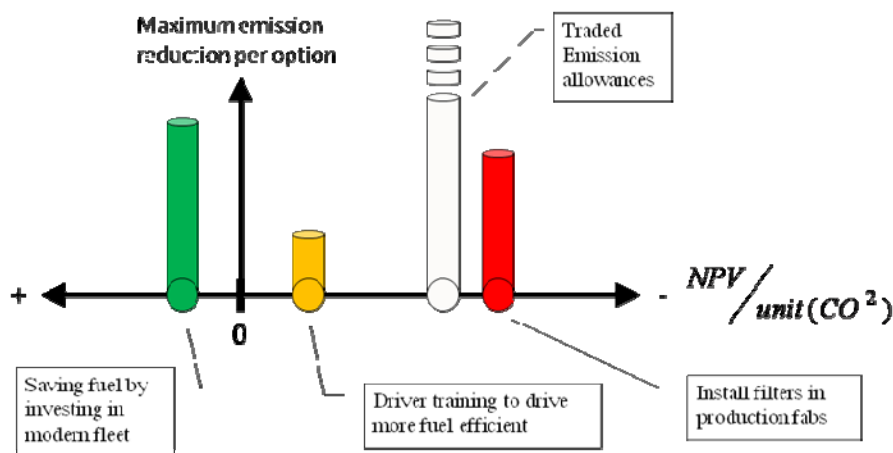 Maximum emission
reduction per option
Traded
Emission
allowances
+
0
- NPV/unit(CO²)
Saving fuel by
investing in
modern fleet
Driver training to drive
more fuel efficient
Install filters in
production fabs